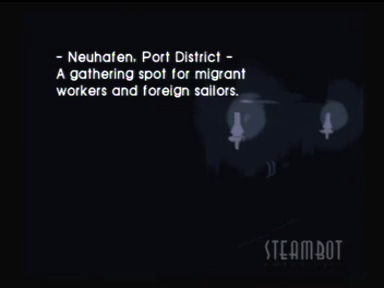 - Neuhafen, Port District -
A gathering spot for migrant
workers and foreign sailors.
STEAMBOT